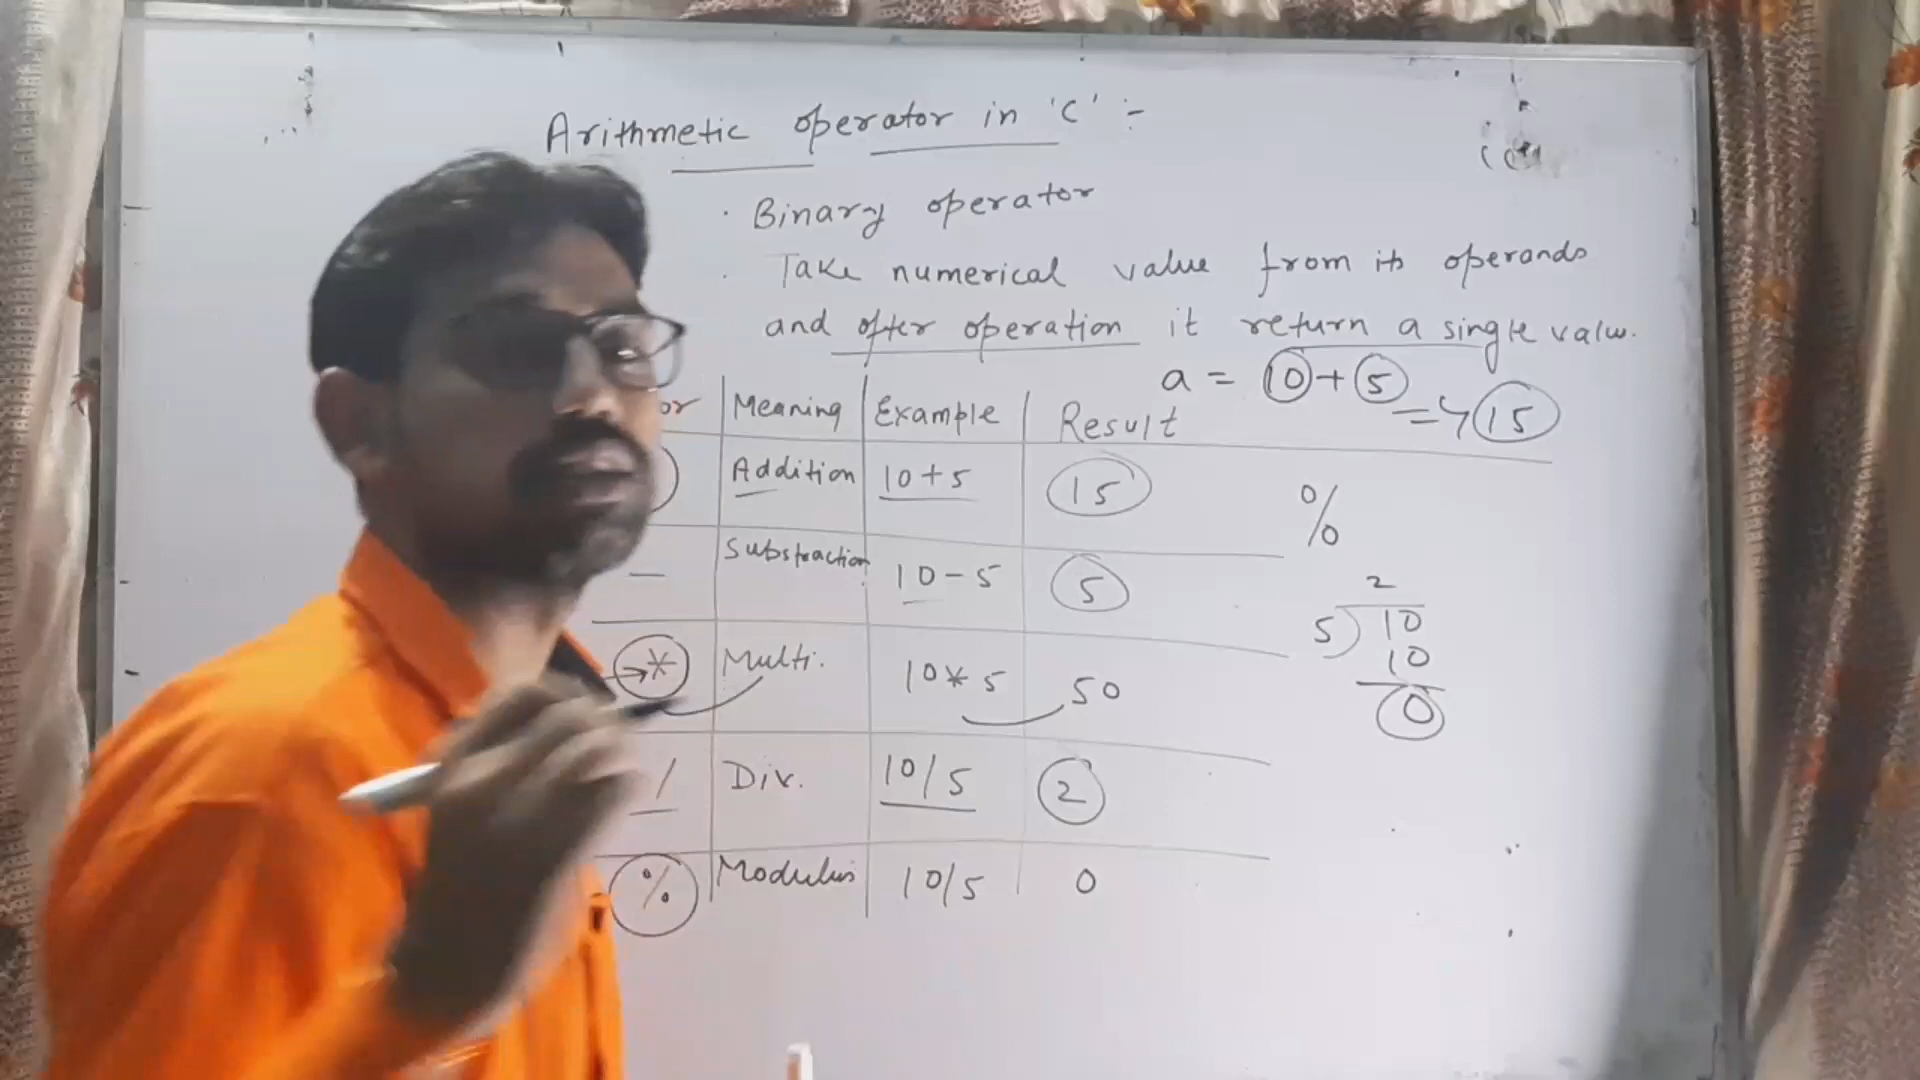 Arithmetic operator in 'C' :-
· Binary operator
· Take numerical value from its operands
and after operation it return a single value.
a = 10 + 5
=> 15
or Meaning Example Result
Addition 10 + 5 15
%
— Substraction 10 - 5 5
2
5 ) 10
10
0
* Multi. 10 * 5 50
/ Div. 10/5 2
% Modulus 10/5 0